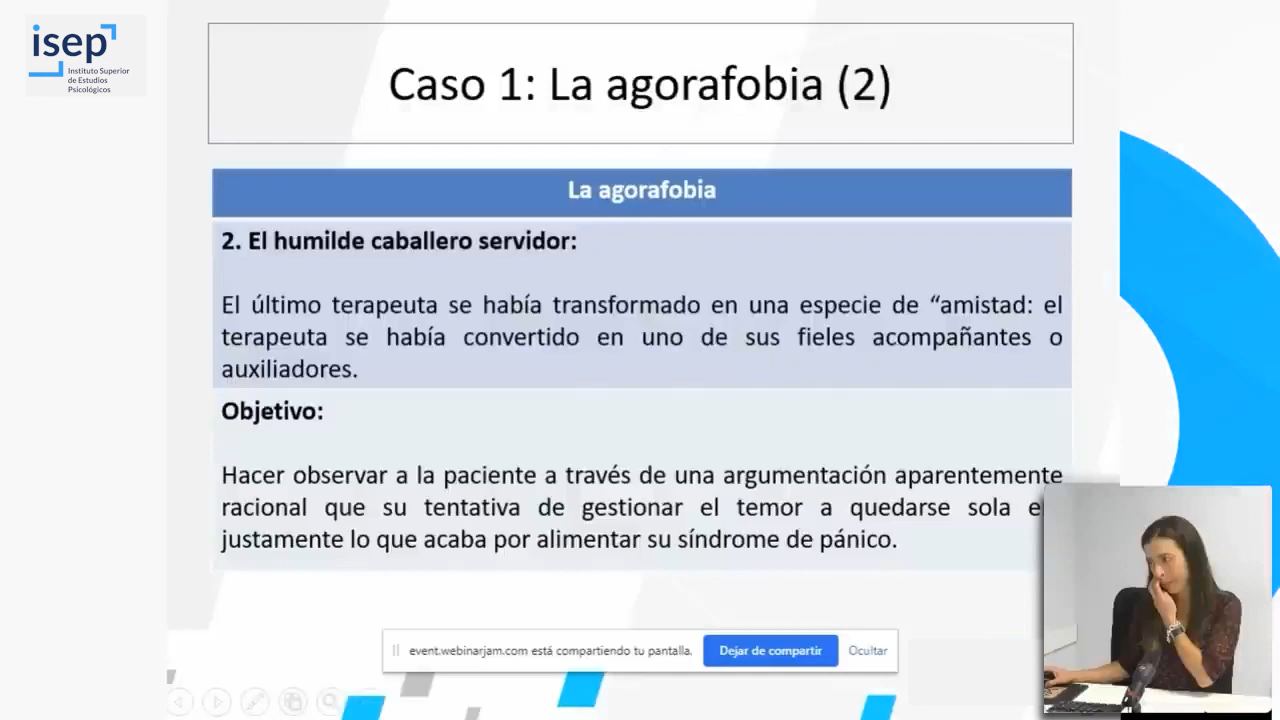 isep
Instituto Superior
de Estudios
Psicológicos
Caso 1: La agorafobia (2)
La agorafobia
2. El humilde caballero servidor:
El último terapeuta se había transformado en una especie de “amistad: el
terapeuta se había convertido en uno de sus fieles acompañantes o
auxiliadores.
Objetivo:
Hacer observar a la paciente a través de una argumentación aparentemente
racional que su tentativa de gestionar el temor a quedarse sola
justamente lo que acaba por alimentar su síndrome de pánico.
event.webinarjam.com está compartiendo tu pantalla.
Dejar de compartir
Ocultar